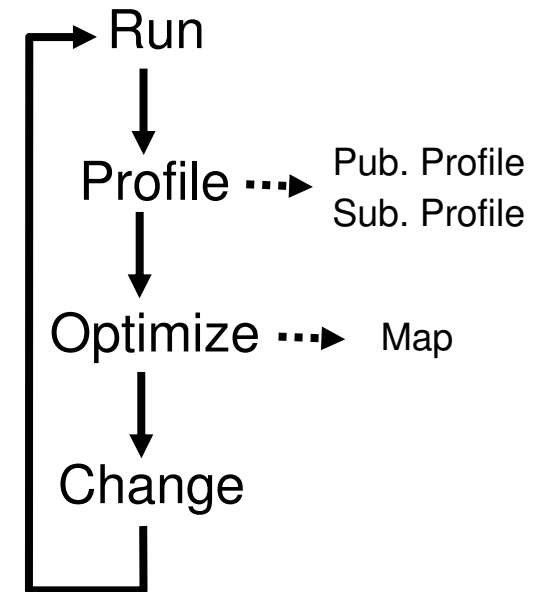 Run
Profile
Pub. Profile
Sub. Profile
Optimize
Map
Change